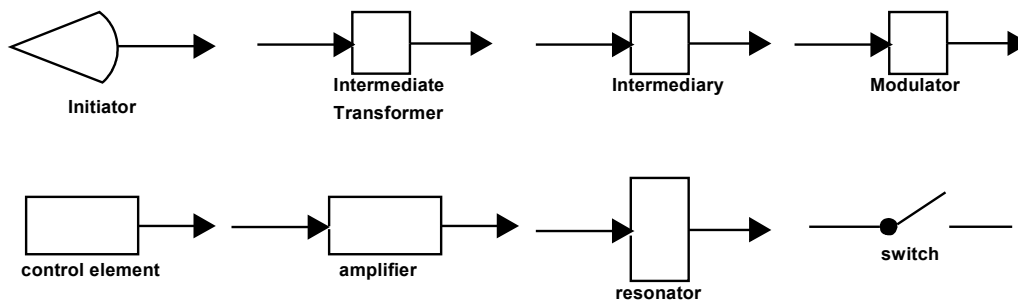 Initiator
Intermediate
Transformer
Intermediary
Modulator
control element
amplifier
resonator
switch